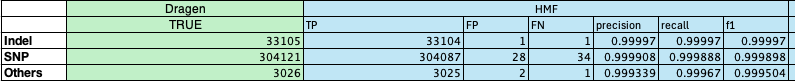 Dragen HMF
TRUE TP FP FN precision recall f1
Indel 33105 33104 1 1 0.99997 0.99997 0.99997
SNP 304121 304087 28 34 0.999908 0.999888 0.999898
Others 3026 3025 2 1 0.999339 0.99967 0.999504